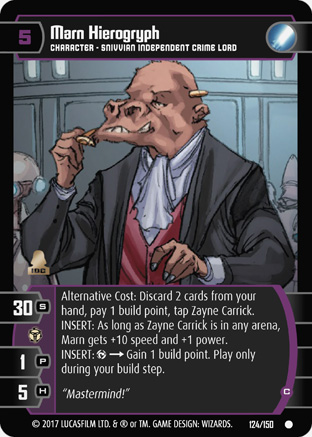 5 Marn Hierogryph
CHARACTER - SNIVVIAN INDEPENDENT CRIME LORD
30 S
1 P
5 H
Alternative Cost: Discard 2 cards from your
hand, pay 1 build point, tap Zayne Carrick.
INSERT: As long as Zayne Carrick is in any arena,
Marn gets +10 speed and +1 power.
INSERT: → Gain 1 build point. Play only
during your build step.
“Mastermind!”
C
© 2017 LUCASFILM LTD. & ® or TM. GAME DESIGN: WIZARDS. 124/150